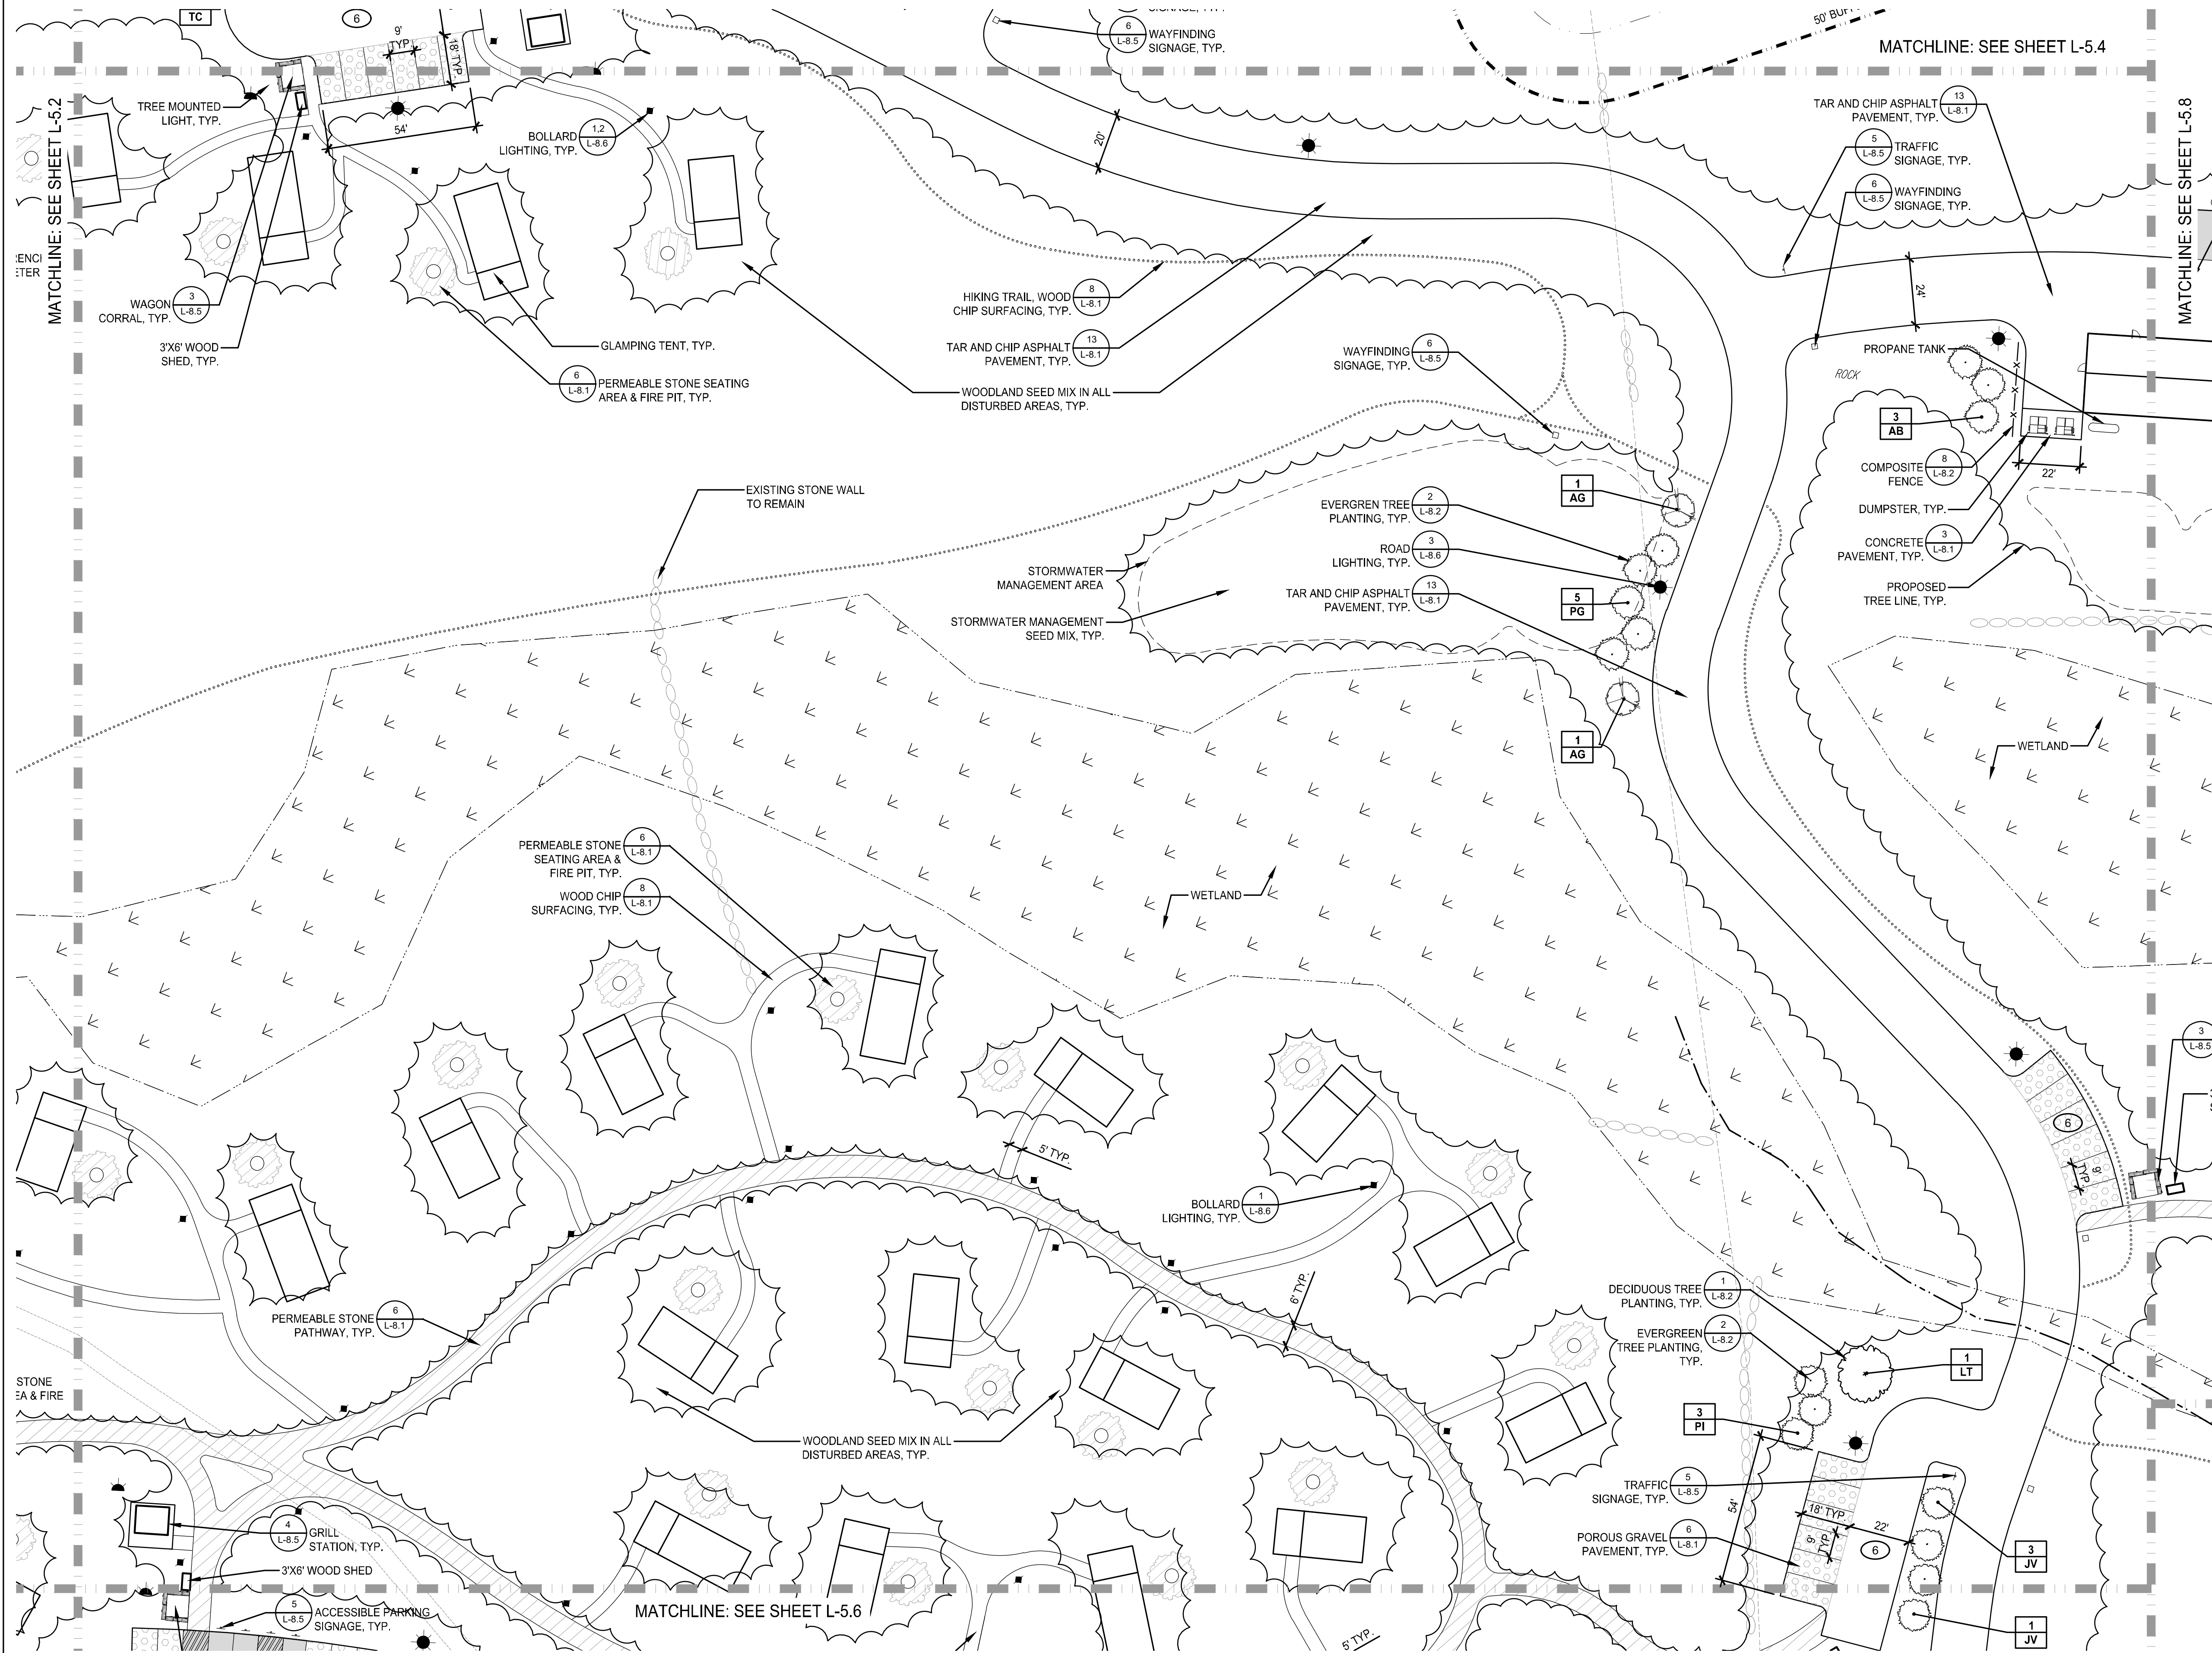 TC
6
9'
TYP.
18' TYP.
6
L-8.5
WAYFINDING
SIGNAGE, TYP.
MATCHLINE: SEE SHEET L-5.4
MATCHLINE: SEE SHEET L-5.2
TREE MOUNTED
LIGHT, TYP.
54'
BOLLARD
LIGHTING, TYP.
1,2
L-8.6
20'
TAR AND CHIP ASPHALT
PAVEMENT, TYP.
13
L-8.1
5
L-8.5
TRAFFIC
SIGNAGE, TYP.
6
L-8.5
WAYFINDING
SIGNAGE, TYP.
MATCHLINE: SEE SHEET L-5.8
WAGON
CORRAL, TYP.
3
L-8.5
3'X6' WOOD
SHED, TYP.
GLAMPING TENT, TYP.
6
L-8.1
PERMEABLE STONE SEATING
AREA & FIRE PIT, TYP.
HIKING TRAIL, WOOD
CHIP SURFACING, TYP.
8
L-8.1
TAR AND CHIP ASPHALT
PAVEMENT, TYP.
13
L-8.1
WOODLAND SEED MIX IN ALL
DISTURBED AREAS, TYP.
WAYFINDING
SIGNAGE, TYP.
6
L-8.5
24'
PROPANE TANK
ROCK
3
AB
COMPOSITE
FENCE
8
L-8.2
22'
DUMPSTER, TYP.
CONCRETE
PAVEMENT, TYP.
3
L-8.1
PROPOSED
TREE LINE, TYP.
EXISTING STONE WALL
TO REMAIN
1
AG
EVERGREN TREE
PLANTING, TYP.
2
L-8.2
ROAD
LIGHTING, TYP.
3
L-8.6
TAR AND CHIP ASPHALT
PAVEMENT, TYP.
13
L-8.1
5
PG
STORMWATER
MANAGEMENT AREA
STORMWATER MANAGEMENT
SEED MIX, TYP.
1
AG
WETLAND
PERMEABLE STONE
SEATING AREA &
FIRE PIT, TYP.
6
L-8.1
WOOD CHIP
SURFACING, TYP.
8
L-8.1
WETLAND
3
L-8.5
6
9'
TYP.
5' TYP.
BOLLARD
LIGHTING, TYP.
1
L-8.6
6' TYP.
PERMEABLE STONE
PATHWAY, TYP.
6
L-8.1
DECIDUOUS TREE
PLANTING, TYP.
1
L-8.2
EVERGREEN
TREE PLANTING,
TYP.
2
L-8.2
1
LT
3
PI
STONE
EA & FIRE
WOODLAND SEED MIX IN ALL
DISTURBED AREAS, TYP.
TRAFFIC
SIGNAGE, TYP.
5
L-8.5
54'
18' TYP.
22'
9'
TYP.
6
POROUS GRAVEL
PAVEMENT, TYP.
6
L-8.1
3
JV
4
L-8.5
GRILL
STATION, TYP.
3'X6' WOOD SHED
5
L-8.5
ACCESSIBLE PARKING
SIGNAGE, TYP.
MATCHLINE: SEE SHEET L-5.6
5' TYP.
1
JV